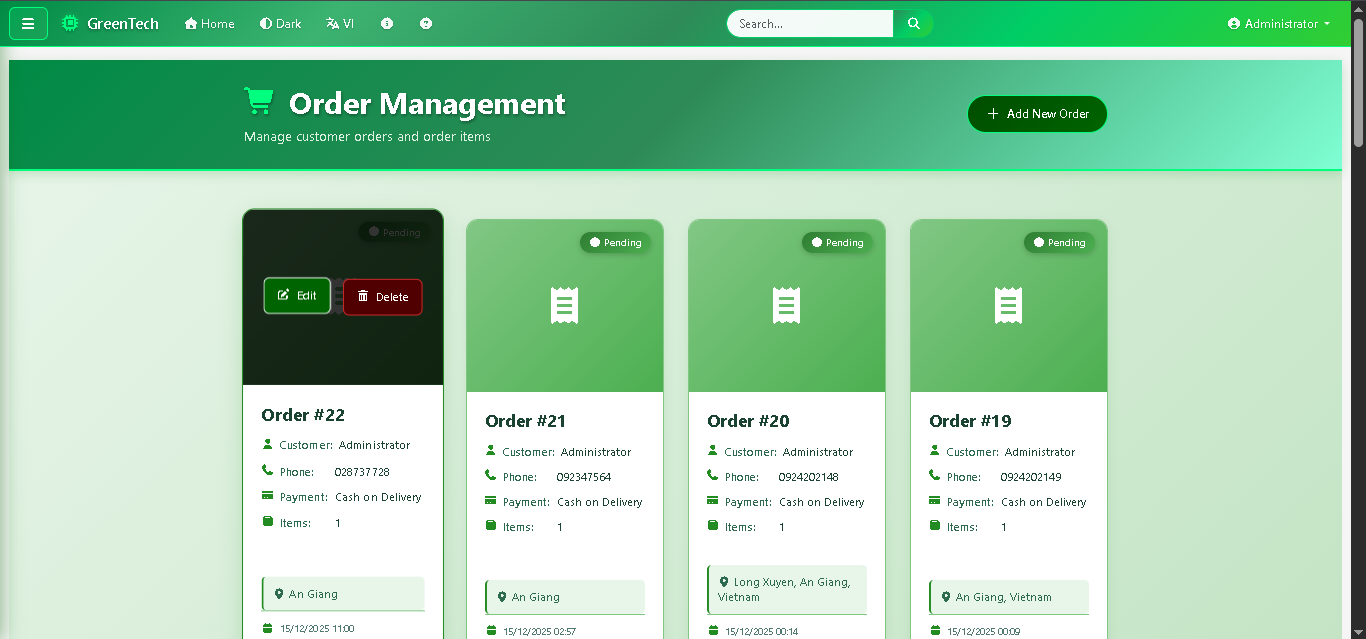 GreenTech
Home
Dark
VI
Search...
Administrator
Order Management
Manage customer orders and order items
Add New Order
Pending
Edit
Delete
Order #22
Customer: Administrator
Phone: 028737728
Payment: Cash on Delivery
Items: 1
An Giang
15/12/2025 11:00
Pending
Order #21
Customer: Administrator
Phone: 092347564
Payment: Cash on Delivery
Items: 1
An Giang
15/12/2025 02:57
Pending
Order #20
Customer: Administrator
Phone: 0924202148
Payment: Cash on Delivery
Items: 1
Long Xuyen, An Giang,
Vietnam
15/12/2025 00:14
Pending
Order #19
Customer: Administrator
Phone: 0924202149
Payment: Cash on Delivery
Items: 1
An Giang, Vietnam
15/12/2025 00:09